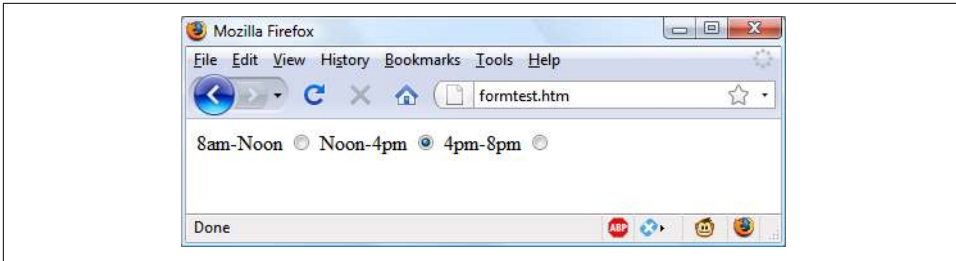 Mozilla Firefox
File Edit View History Bookmarks Tools Help
formtest.htm
8am-Noon Noon-4pm 4pm-8pm
Done ABP